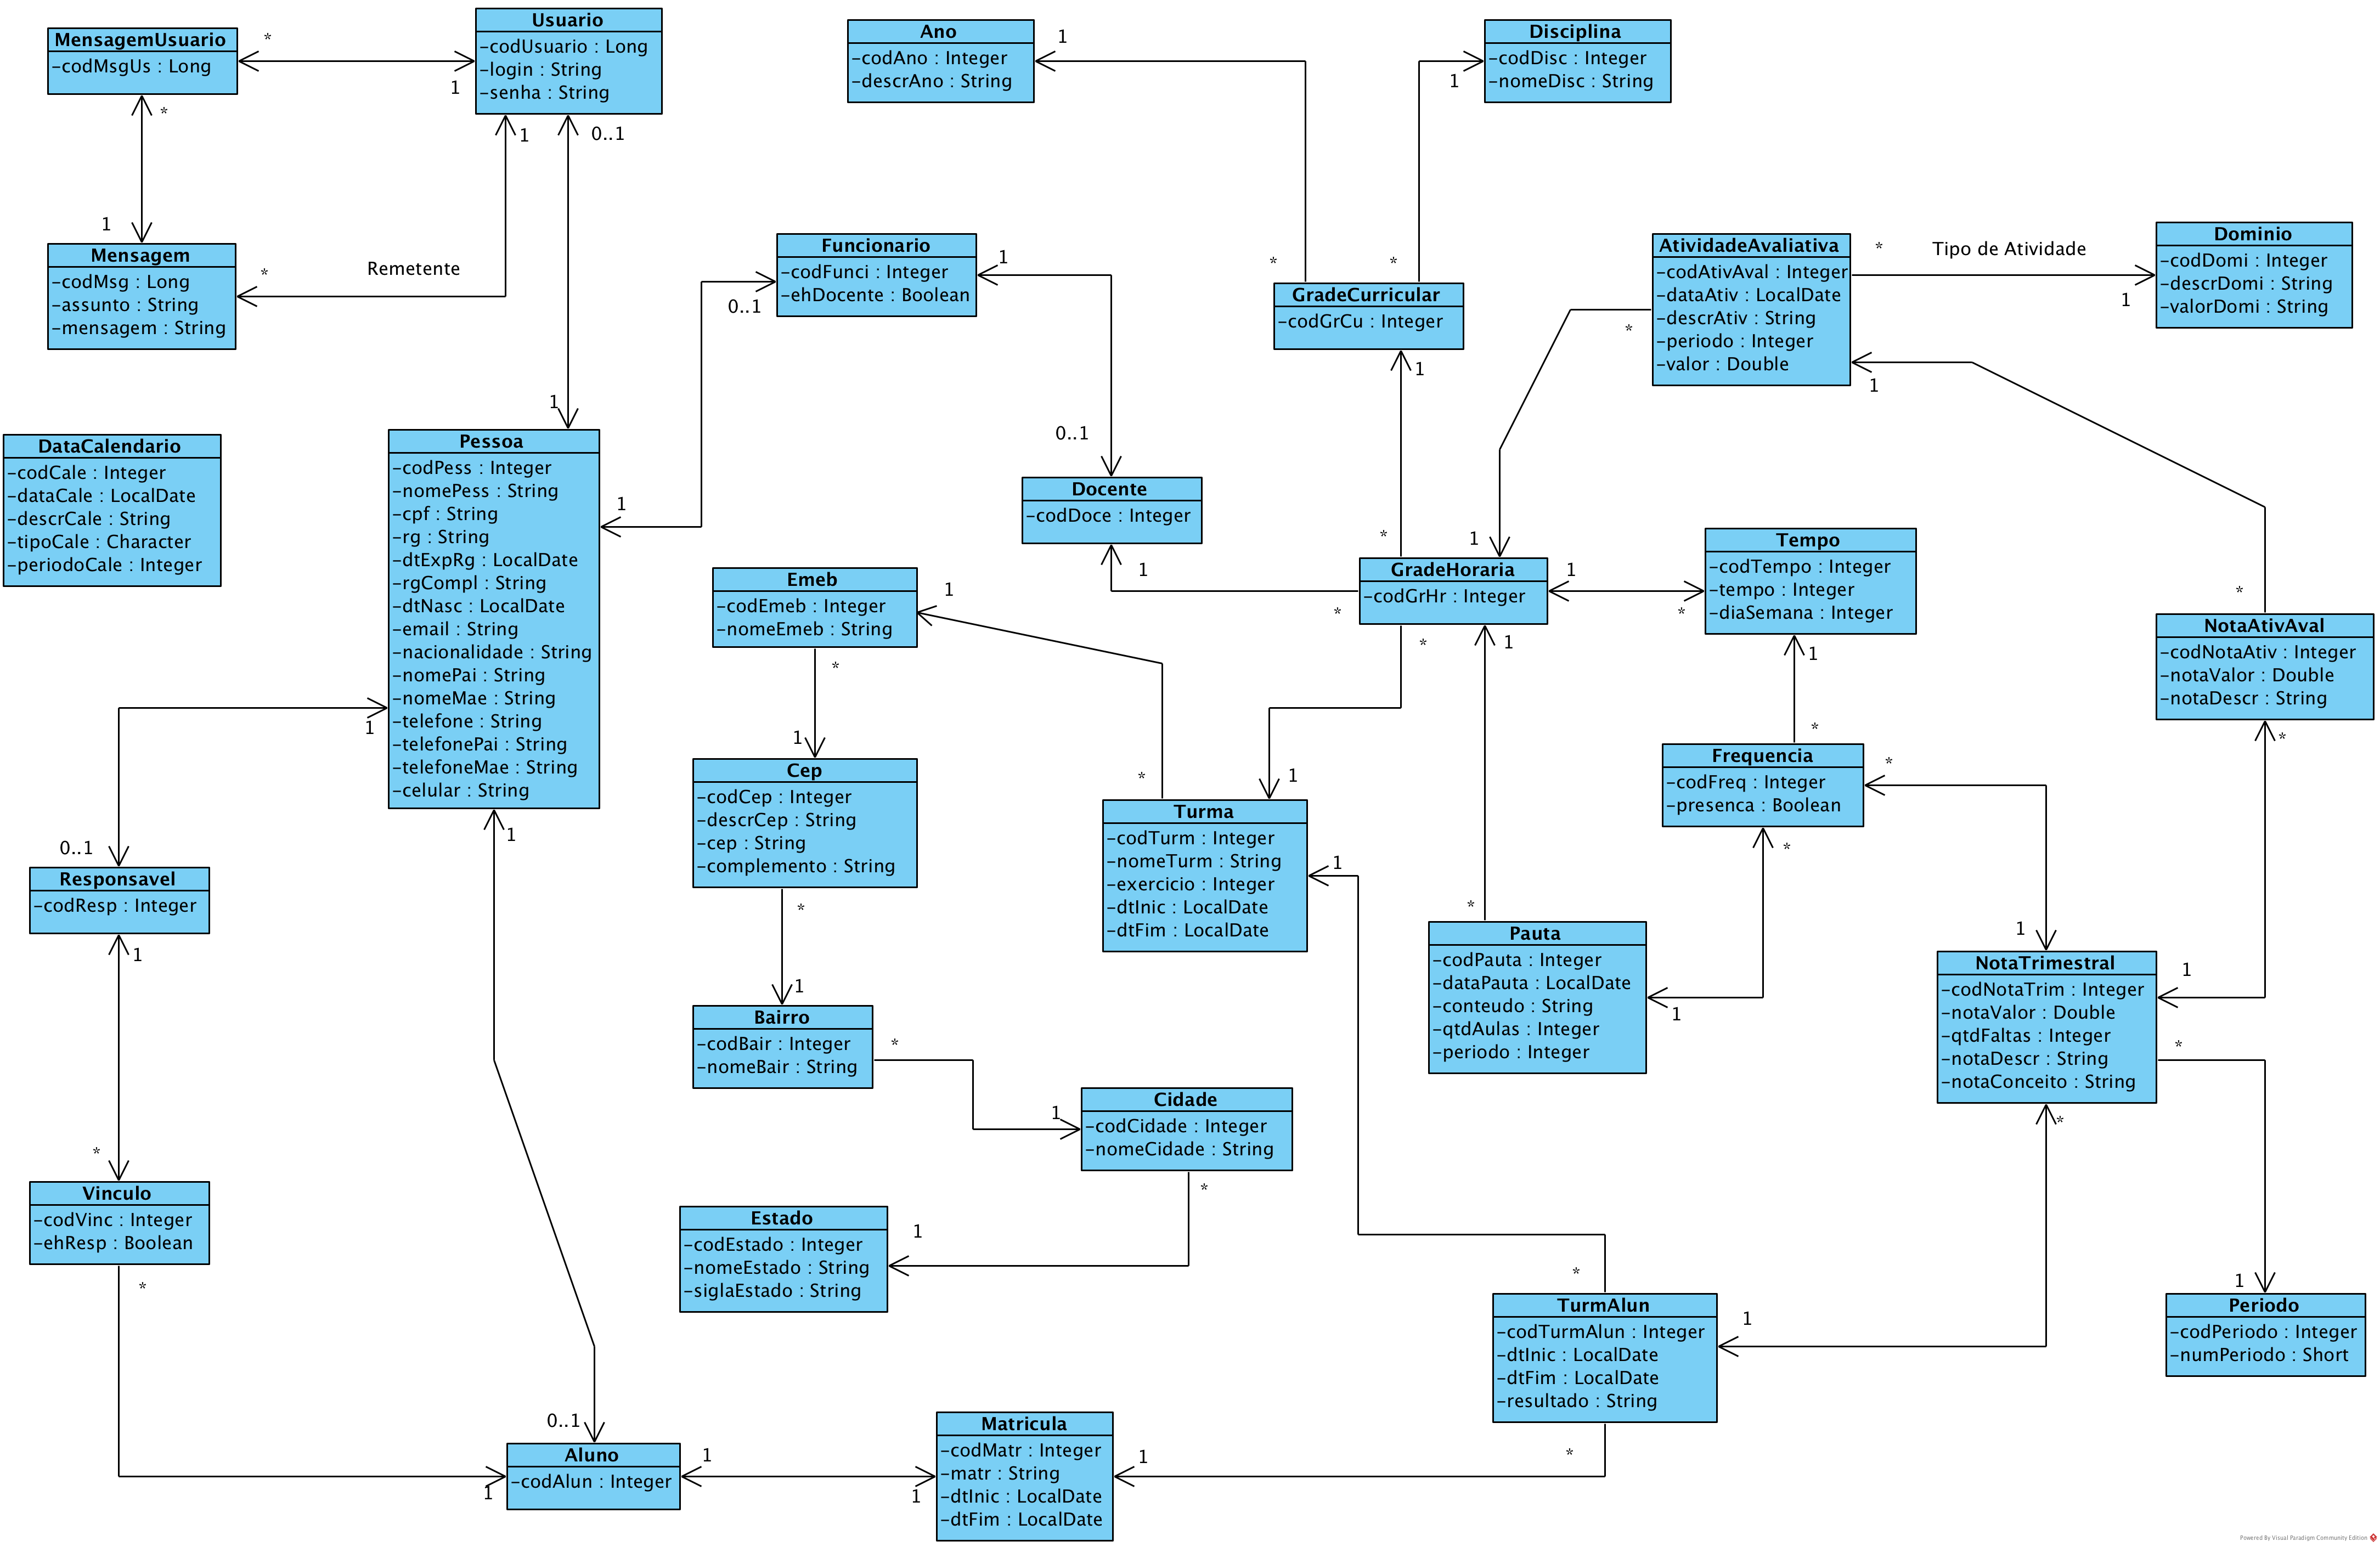 MensagemUsuario
-codMsgUs : Long
*
1
Usuario
-codUsuario : Long
-login : String
-senha : String
Ano
-codAno : Integer
-descrAno : String
1
Disciplina
-codDisc : Integer
-nomeDisc : String
1
*
1
1
0..1
Mensagem
-codMsg : Long
-assunto : String
-mensagem : String
*
Remetente
Funcionario
-codFunci : Integer
-ehDocente : Boolean
1
0..1
*
*
GradeCurricular
-codGrCu : Integer
1
AtividadeAvaliativa
-codAtivAval : Integer
-dataAtiv : LocalDate
-descrAtiv : String
-periodo : Integer
-valor : Double
*
Tipo de Atividade
1
*
1
Dominio
-codDomi : Integer
-descrDomi : String
-valorDomi : String
DataCalendario
-codCale : Integer
-dataCale : LocalDate
-descrCale : String
-tipoCale : Character
-periodoCale : Integer
1
Pessoa
-codPess : Integer
-nomePess : String
-cpf : String
-rg : String
-dtExpRg : LocalDate
-rgCompl : String
-dtNasc : LocalDate
-email : String
-nacionalidade : String
-nomePai : String
-nomeMae : String
-telefone : String
-telefonePai : String
-telefoneMae : String
-celular : String
1
1
1
0..1
Docente
-codDoce : Integer
1
*
*
1
GradeHoraria
-codGrHr : Integer
1
*
*
1
Tempo
-codTempo : Integer
-tempo : Integer
-diaSemana : Integer
1
*
NotaAtivAval
-codNotaAtiv : Integer
-notaValor : Double
-notaDescr : String
*
*
Emeb
-codEmeb : Integer
-nomeEmeb : String
1
*
1
Cep
-codCep : Integer
-descrCep : String
-cep : String
-complemento : String
*
*
1
Turma
-codTurm : Integer
-nomeTurm : String
-exercicio : Integer
-dtInic : LocalDate
-dtFim : LocalDate
1
Frequencia
-codFreq : Integer
-presenca : Boolean
*
*
0..1
Responsavel
-codResp : Integer
1
*
Pauta
-codPauta : Integer
-dataPauta : LocalDate
-conteudo : String
-qtdAulas : Integer
-periodo : Integer
1
1
NotaTrimestral
-codNotaTrim : Integer
-notaValor : Double
-qtdFaltas : Integer
-notaDescr : String
-notaConceito : String
1
*
*
1
Bairro
-codBair : Integer
-nomeBair : String
*
1
Cidade
-codCidade : Integer
-nomeCidade : String
*
*
Vinculo
-codVinc : Integer
-ehResp : Boolean
*
Estado
-codEstado : Integer
-nomeEstado : String
-siglaEstado : String
1
*
TurmAlun
-codTurmAlun : Integer
-dtInic : LocalDate
-dtFim : LocalDate
-resultado : String
1
*
1
Periodo
-codPeriodo : Integer
-numPeriodo : Short
0..1
Aluno
-codAlun : Integer
1
1
1
Matricula
-codMatr : Integer
-matr : String
-dtInic : LocalDate
-dtFim : LocalDate
1
Powered By Visual Paradigm Community Edition